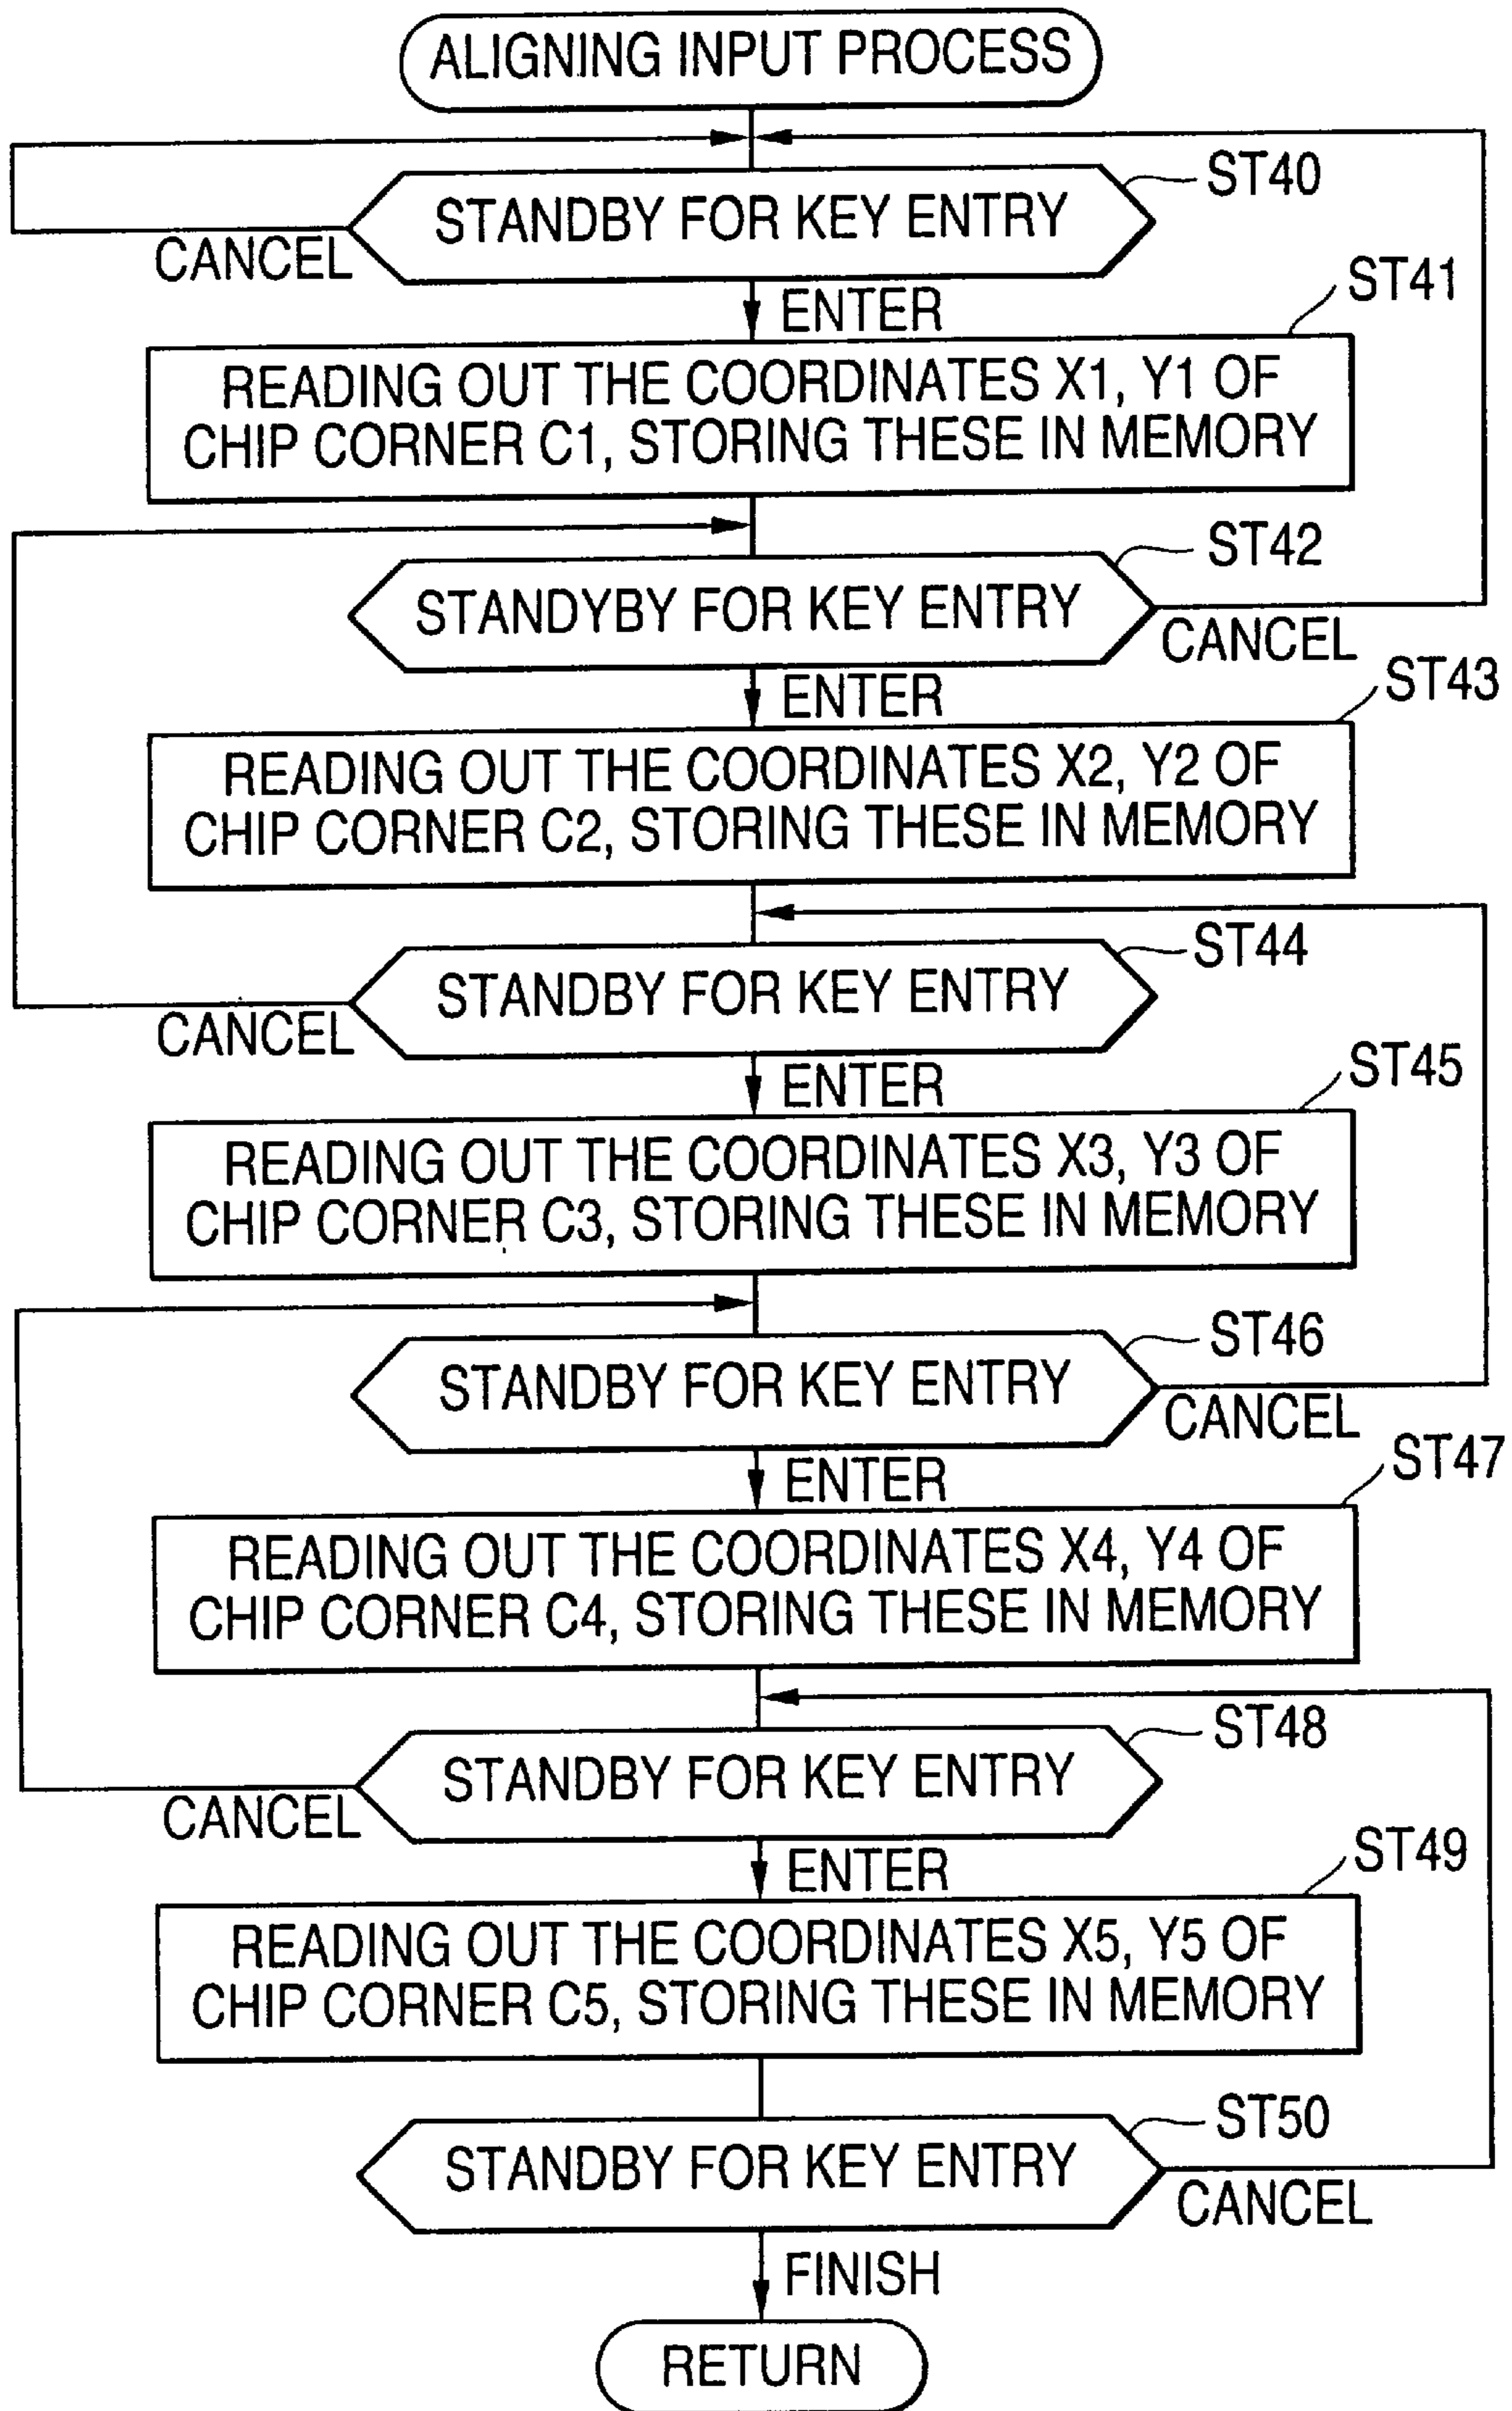 ALIGNING INPUT PROCESS
STANDBY FOR KEY ENTRY
ST40
CANCEL
ENTER
ST41
READING OUT THE COORDINATES X1, Y1 OF
CHIP CORNER C1, STORING THESE IN MEMORY
ST42
STANDYBY FOR KEY ENTRY
CANCEL
ENTER
ST43
READING OUT THE COORDINATES X2, Y2 OF
CHIP CORNER C2, STORING THESE IN MEMORY
ST44
STANDBY FOR KEY ENTRY
CANCEL
ENTER
ST45
READING OUT THE COORDINATES X3, Y3 OF
CHIP CORNER C3, STORING THESE IN MEMORY
ST46
STANDBY FOR KEY ENTRY
CANCEL
ENTER
ST47
READING OUT THE COORDINATES X4, Y4 OF
CHIP CORNER C4, STORING THESE IN MEMORY
ST48
STANDBY FOR KEY ENTRY
CANCEL
ENTER
ST49
READING OUT THE COORDINATES X5, Y5 OF
CHIP CORNER C5, STORING THESE IN MEMORY
ST50
STANDBY FOR KEY ENTRY
CANCEL
FINISH
RETURN